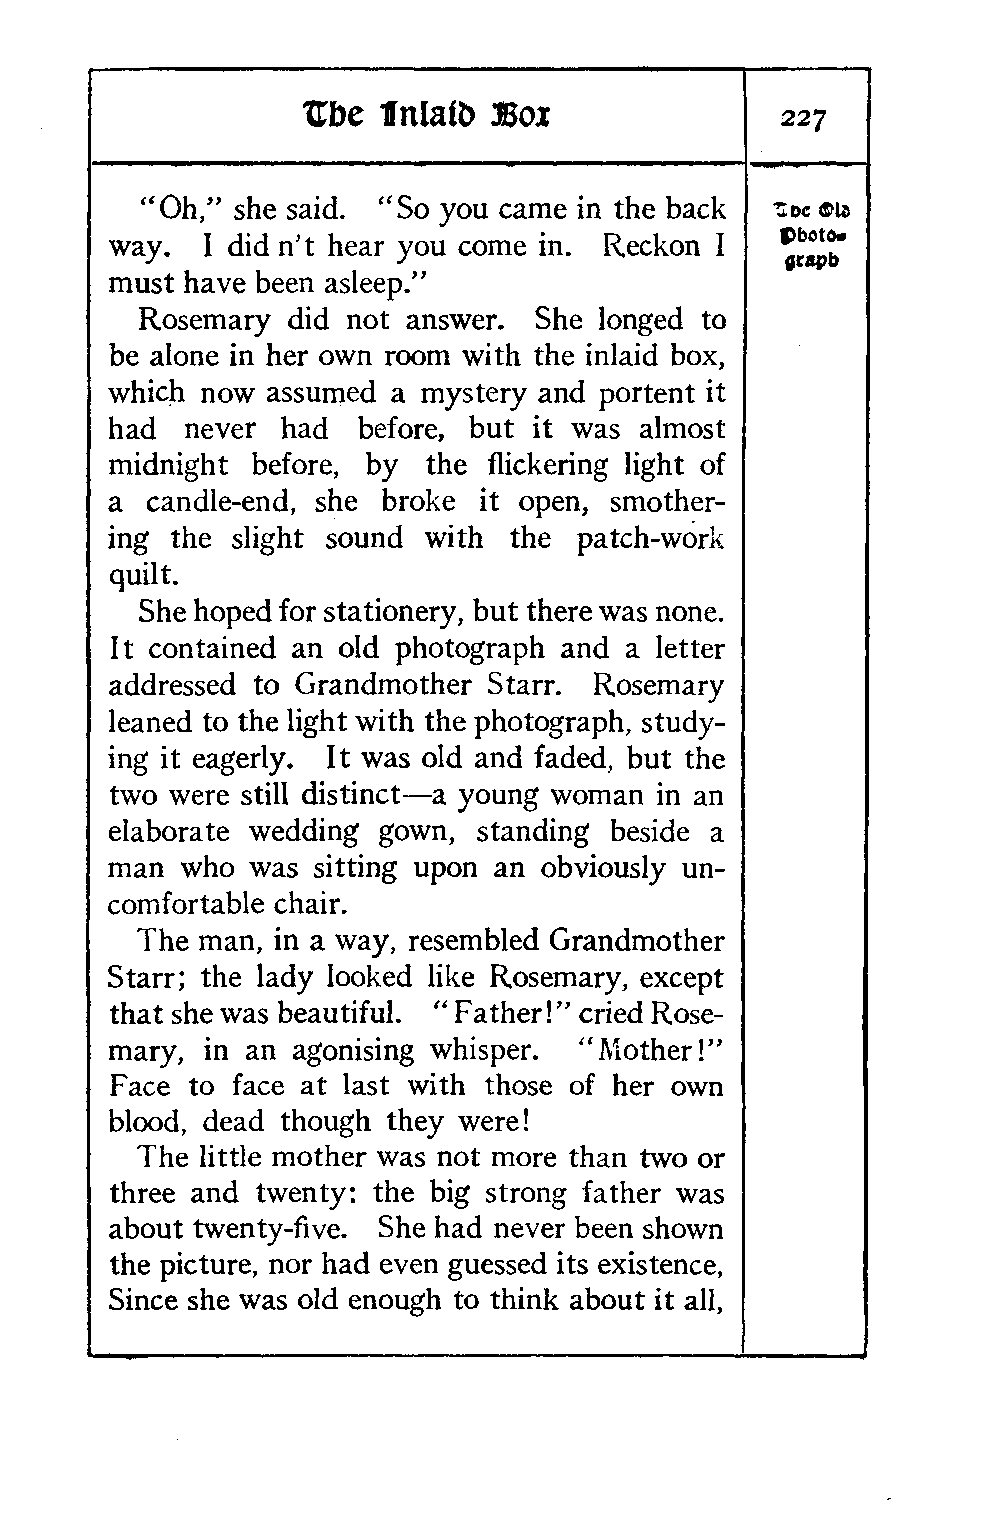 The Inlaid Box
227
"Oh," she said. "So you came in the back
way. I did n't hear you come in. Reckon I
must have been asleep."
The Old
Photo-
graph
Rosemary did not answer. She longed to
be alone in her own room with the inlaid box,
which now assumed a mystery and portent it
had never had before, but it was almost
midnight before, by the flickering light of
a candle-end, she broke it open, smother-
ing the slight sound with the patch-work
quilt.
She hoped for stationery, but there was none.
It contained an old photograph and a letter
addressed to Grandmother Starr. Rosemary
leaned to the light with the photograph, study-
ing it eagerly. It was old and faded, but the
two were still distinct—a young woman in an
elaborate wedding gown, standing beside a
man who was sitting upon an obviously un-
comfortable chair.
The man, in a way, resembled Grandmother
Starr; the lady looked like Rosemary, except
that she was beautiful. "Father!" cried Rose-
mary, in an agonising whisper. "Mother!"
Face to face at last with those of her own
blood, dead though they were!
The little mother was not more than two or
three and twenty: the big strong father was
about twenty-five. She had never been shown
the picture, nor had even guessed its existence,
Since she was old enough to think about it all,